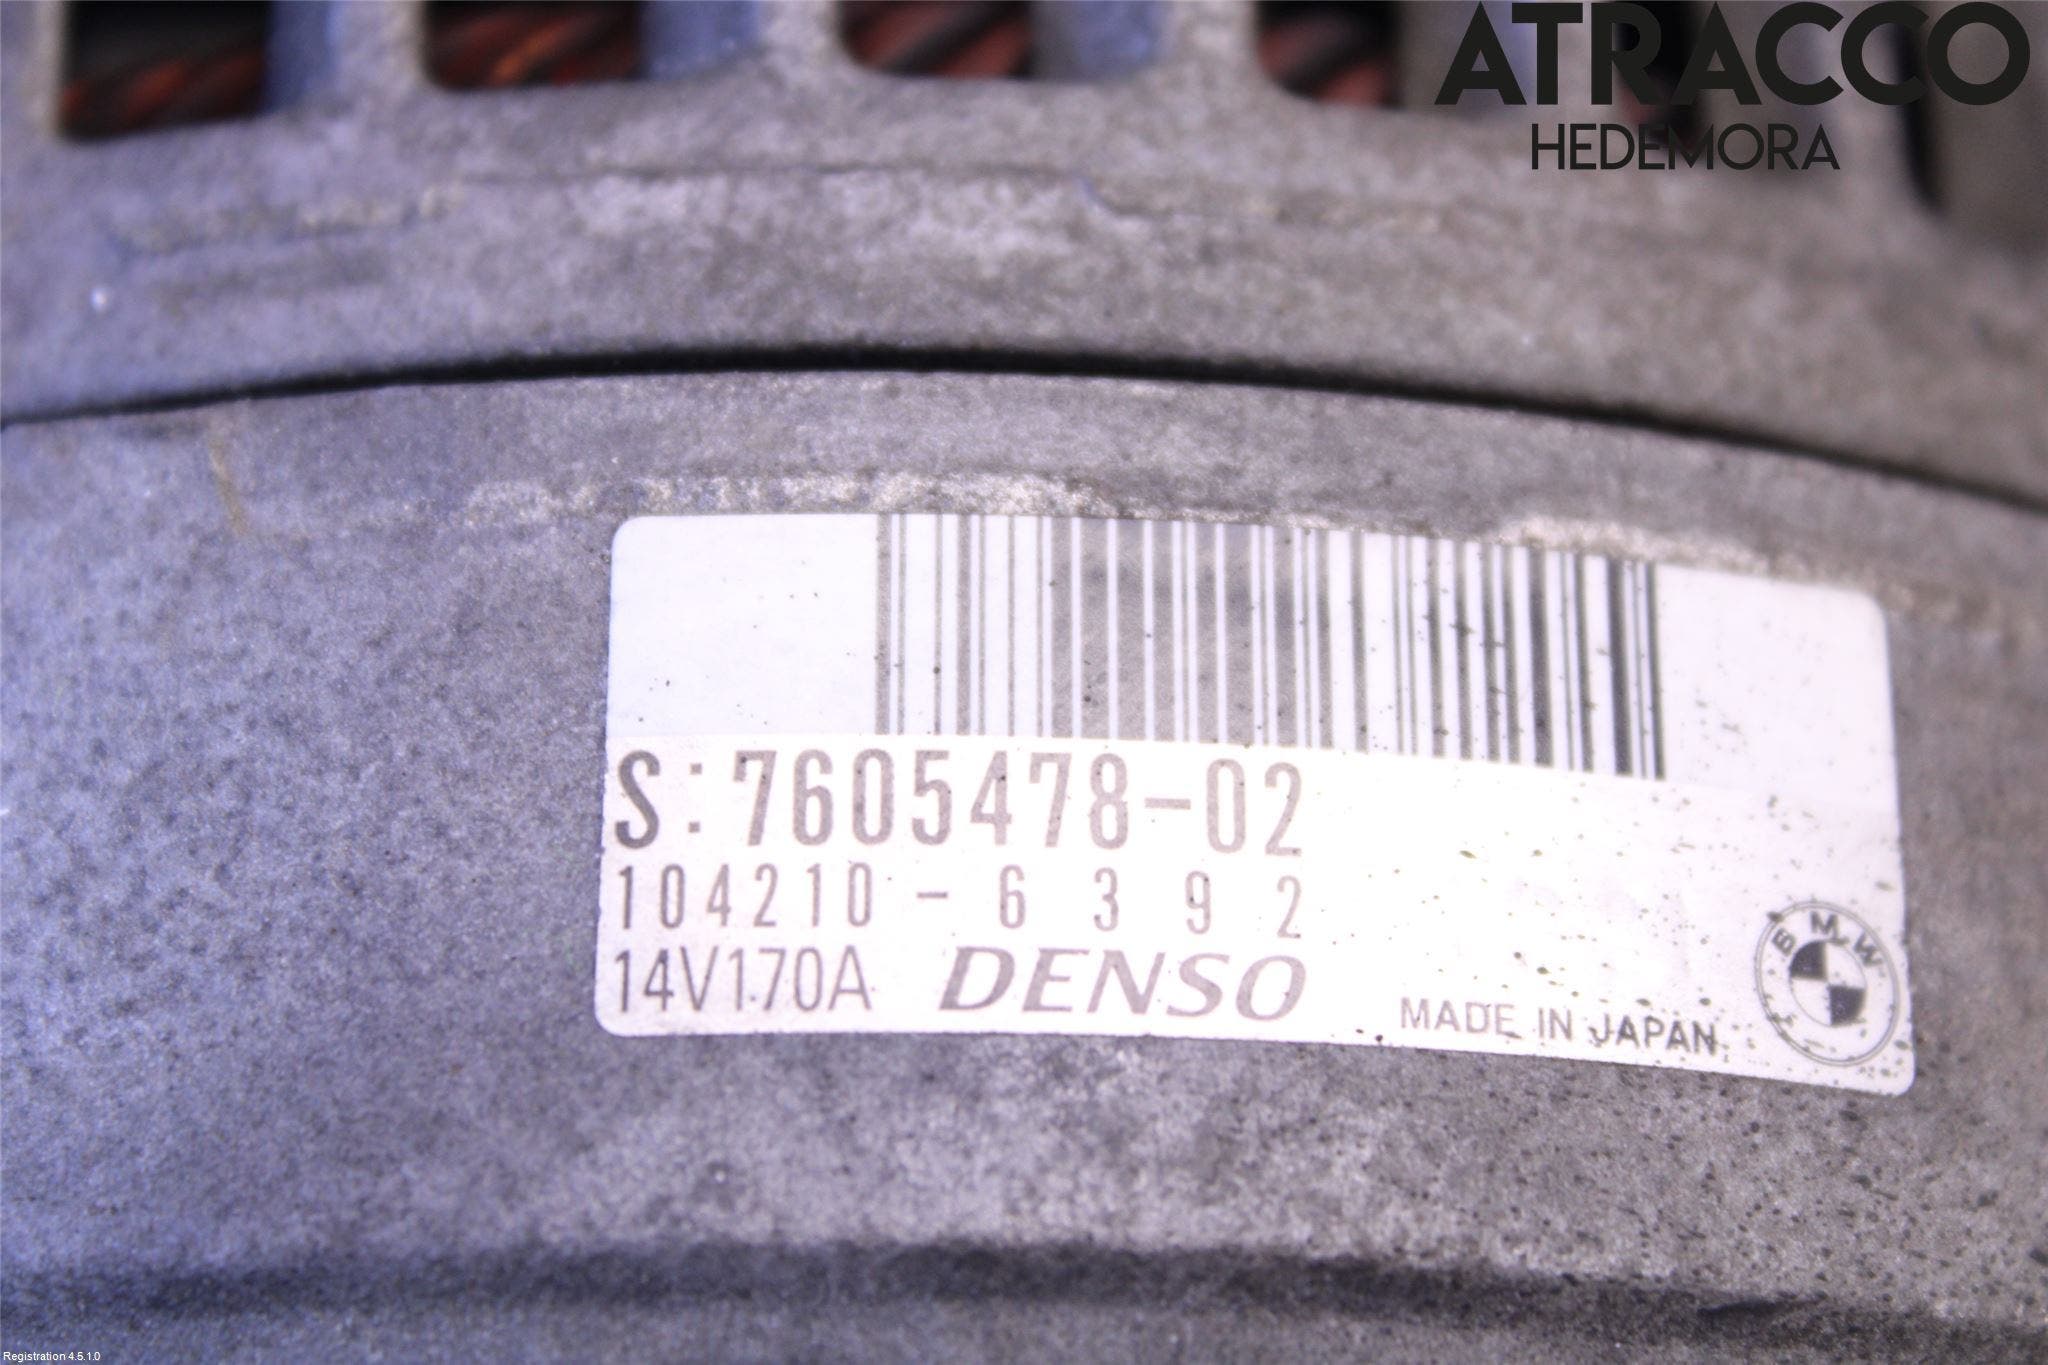 ATRACCO
HEDEMORA
S:7605478-02
104210-6392
14V170A DENSO
MADE IN JAPAN
BMW
Registration 4.5.1.0